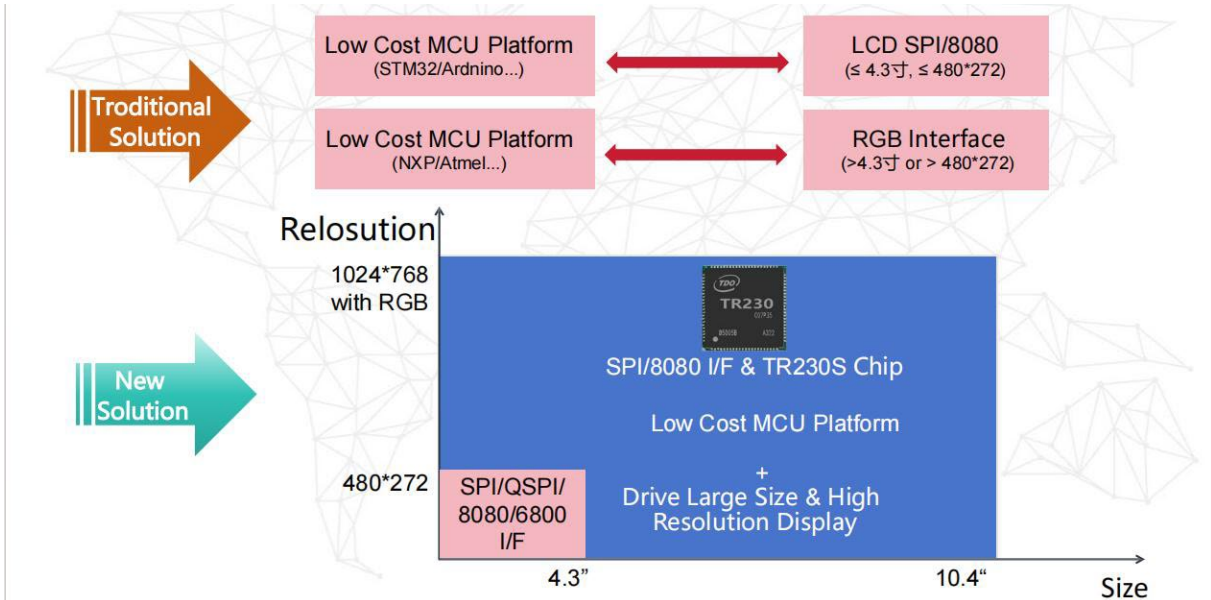 Low Cost MCU Platform
(STM32/Ardnino...)
LCD SPI/8080
(≤ 4.3寸, ≤ 480*272)
Troditional
Solution
Low Cost MCU Platform
(NXP/Atmel...)
RGB Interface
(>4.3寸 or > 480*272)
Relosution
1024*768
with RGB
TDO
TR230
SPI/8080 I/F & TR230S Chip
New
Solution
Low Cost MCU Platform
+
Drive Large Size & High
Resolution Display
480*272
SPI/QSPI/
8080/6800
I/F
4.3”
10.4“
Size